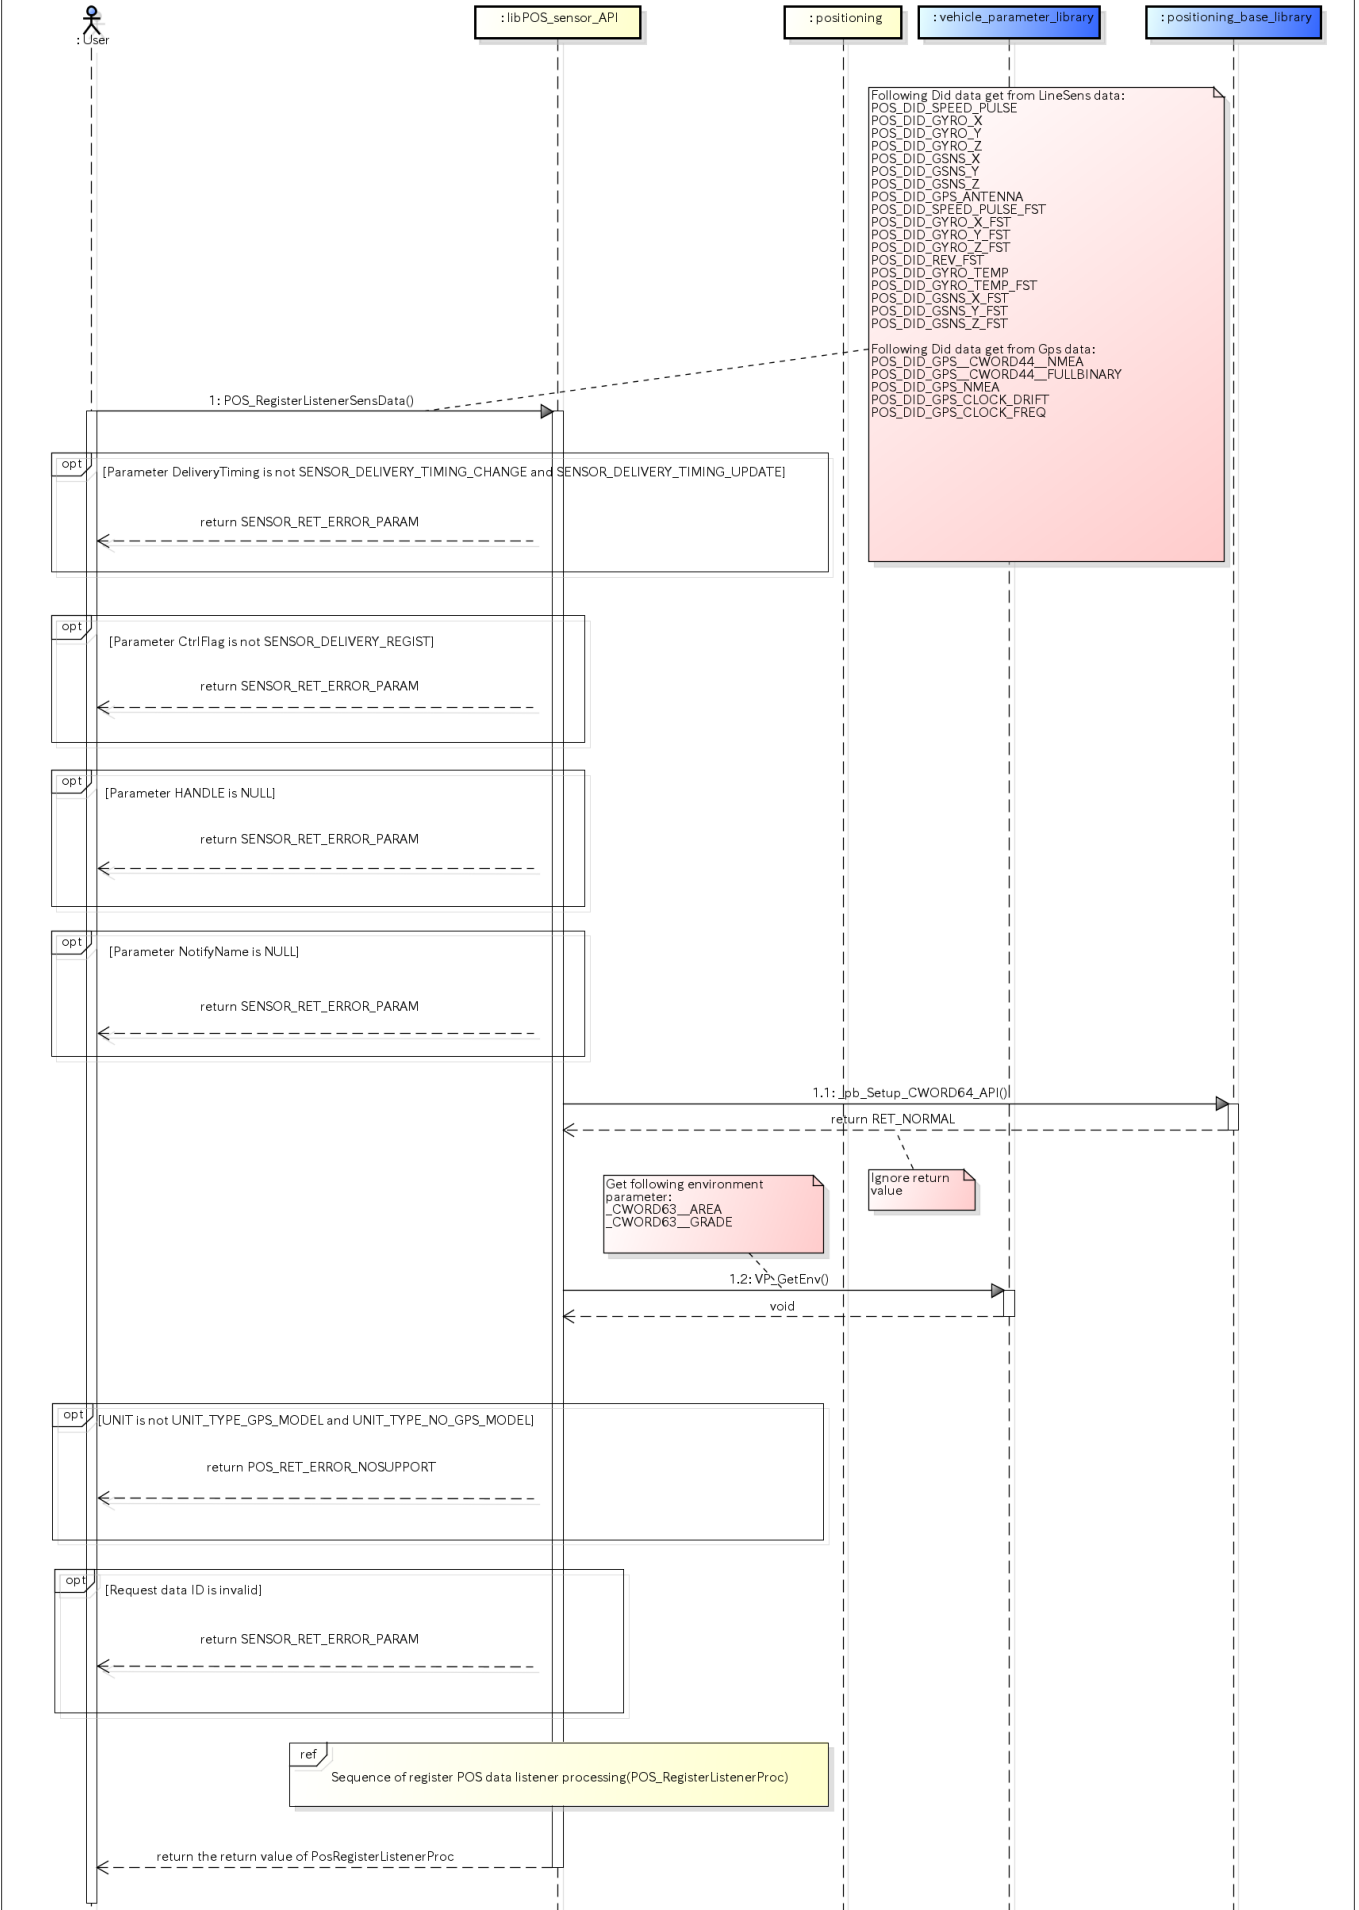 : User
: libPOS_sensor_API
: positioning
: vehicle_parameter_library
: positioning_base_library
Following Did data get from LineSens data:
POS_DID_SPEED_PULSE
POS_DID_GYRO_X
POS_DID_GYRO_Y
POS_DID_GYRO_Z
POS_DID_GSNS_X
POS_DID_GSNS_Y
POS_DID_GSNS_Z
POS_DID_GPS_ANTENNA
POS_DID_SPEED_PULSE_FST
POS_DID_GYRO_X_FST
POS_DID_GYRO_Y_FST
POS_DID_GYRO_Z_FST
POS_DID_REV_FST
POS_DID_GYRO_TEMP
POS_DID_GYRO_TEMP_FST
POS_DID_GSNS_X_FST
POS_DID_GSNS_Y_FST
POS_DID_GSNS_Z_FST
Following Did data get from Gps data:
POS_DID_GPS__CWORD44__NMEA
POS_DID_GPS__CWORD44__FULLBINARY
POS_DID_GPS_NMEA
POS_DID_GPS_CLOCK_DRIFT
POS_DID_GPS_CLOCK_FREQ
1: POS_RegisterListenerSensData()
opt
[Parameter DeliveryTiming is not SENSOR_DELIVERY_TIMING_CHANGE and SENSOR_DELIVERY_TIMING_UPDATE]
return SENSOR_RET_ERROR_PARAM
opt
[Parameter CtrlFlag is not SENSOR_DELIVERY_REGIST]
return SENSOR_RET_ERROR_PARAM
opt
[Parameter HANDLE is NULL]
return SENSOR_RET_ERROR_PARAM
opt
[Parameter NotifyName is NULL]
return SENSOR_RET_ERROR_PARAM
1.1: _pb_Setup_CWORD64_API()
return RET_NORMAL
Ignore return
value
Get following environment
parameter:
_CWORD63__AREA
_CWORD63__GRADE
1.2: VP_GetEnv()
void
opt
[UNIT is not UNIT_TYPE_GPS_MODEL and UNIT_TYPE_NO_GPS_MODEL]
return POS_RET_ERROR_NOSUPPORT
opt
[Request data ID is invalid]
return SENSOR_RET_ERROR_PARAM
ref
Sequence of register POS data listener processing(POS_RegisterListenerProc)
return the return value of PosRegisterListenerProc